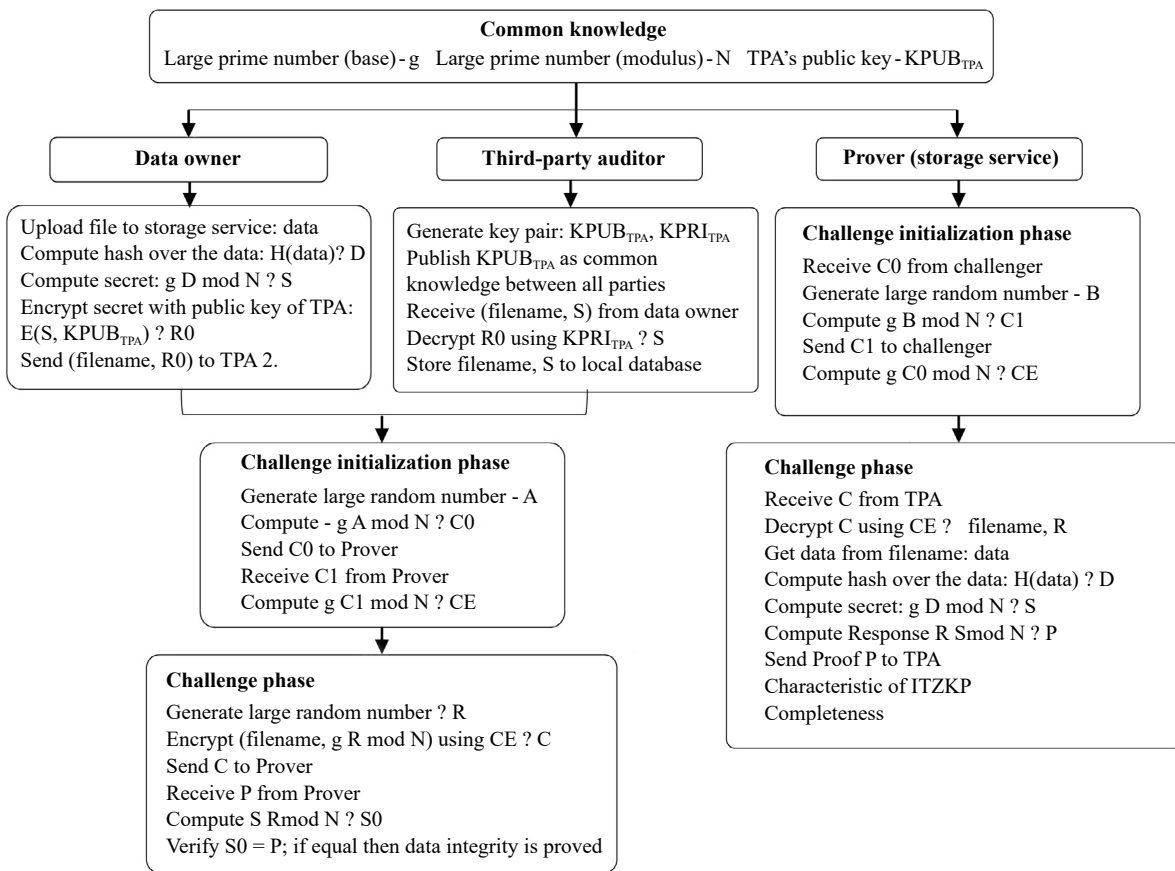 Common knowledge
Large prime number (base) - g Large prime number (modulus) - N TPA's public key - KPUBTPA
Data owner
Upload file to storage service: data
Compute hash over the data: H(data)? D
Compute secret: g D mod N ? S
Encrypt secret with public key of TPA:
E(S, KPUBTPA) ? R0
Send (filename, R0) to TPA 2.
Third-party auditor
Generate key pair: KPUBTPA, KPRITPA
Publish KPUBTPA as common
knowledge between all parties
Receive (filename, S) from data owner
Decrypt R0 using KPRITPA ? S
Store filename, S to local database
Challenge initialization phase
Generate large random number - A
Compute - g A mod N ? C0
Send C0 to Prover
Receive C1 from Prover
Compute g C1 mod N ? CE
Challenge phase
Generate large random number ? R
Encrypt (filename, g R mod N) using CE ? C
Send C to Prover
Receive P from Prover
Compute S Rmod N ? S0
Verify S0 = P; if equal then data integrity is proved
Prover (storage service)
Challenge initialization phase
Receive C0 from challenger
Generate large random number - B
Compute g B mod N ? C1
Send C1 to challenger
Compute g C0 mod N ? CE
Challenge phase
Receive C from TPA
Decrypt C using CE ? filename, R
Get data from filename: data
Compute hash over the data: H(data) ? D
Compute secret: g D mod N ? S
Compute Response R Smod N ? P
Send Proof P to TPA
Characteristic of ITZKP
Completeness